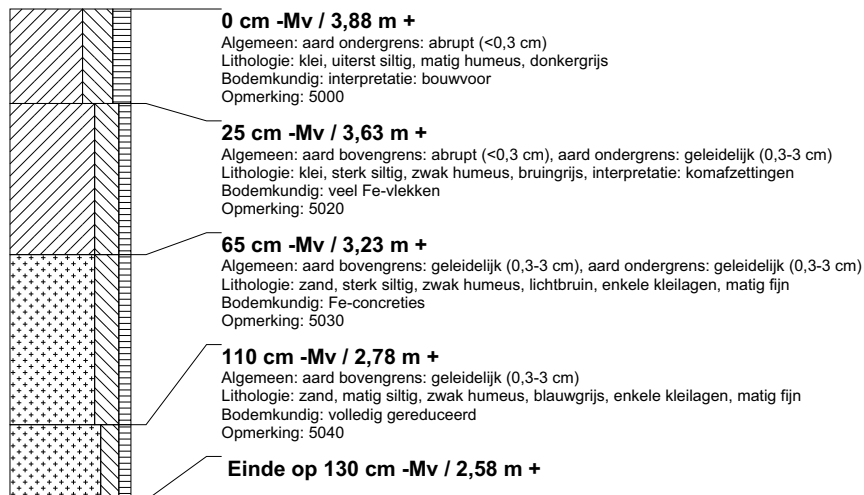 0 cm -Mv / 3,88 m +
Algemeen: aard ondergrens: abrupt (<0,3 cm)
Lithologie: klei, uiterst siltig, matig humeus, donkergrijs
Bodemkundig: interpretatie: bouwvoor
Opmerking: 5000
25 cm -Mv / 3,63 m +
Algemeen: aard bovengrens: abrupt (<0,3 cm), aard ondergrens: geleidelijk (0,3-3 cm)
Lithologie: klei, sterk siltig, zwak humeus, bruingrijs, interpretatie: komafzettingen
Bodemkundig: veel Fe-vlekken
Opmerking: 5020
65 cm -Mv / 3,23 m +
Algemeen: aard bovengrens: geleidelijk (0,3-3 cm), aard ondergrens: geleidelijk (0,3-3 cm)
Lithologie: zand, sterk siltig, zwak humeus, lichtbruin, enkele kleilagen, matig fijn
Bodemkundig: Fe-concreties
Opmerking: 5030
110 cm -Mv / 2,78 m +
Algemeen: aard bovengrens: geleidelijk (0,3-3 cm)
Lithologie: zand, matig siltig, zwak humeus, blauwgrijs, enkele kleilagen, matig fijn
Bodemkundig: volledig gereduceerd
Opmerking: 5040
Einde op 130 cm -Mv / 2,58 m +